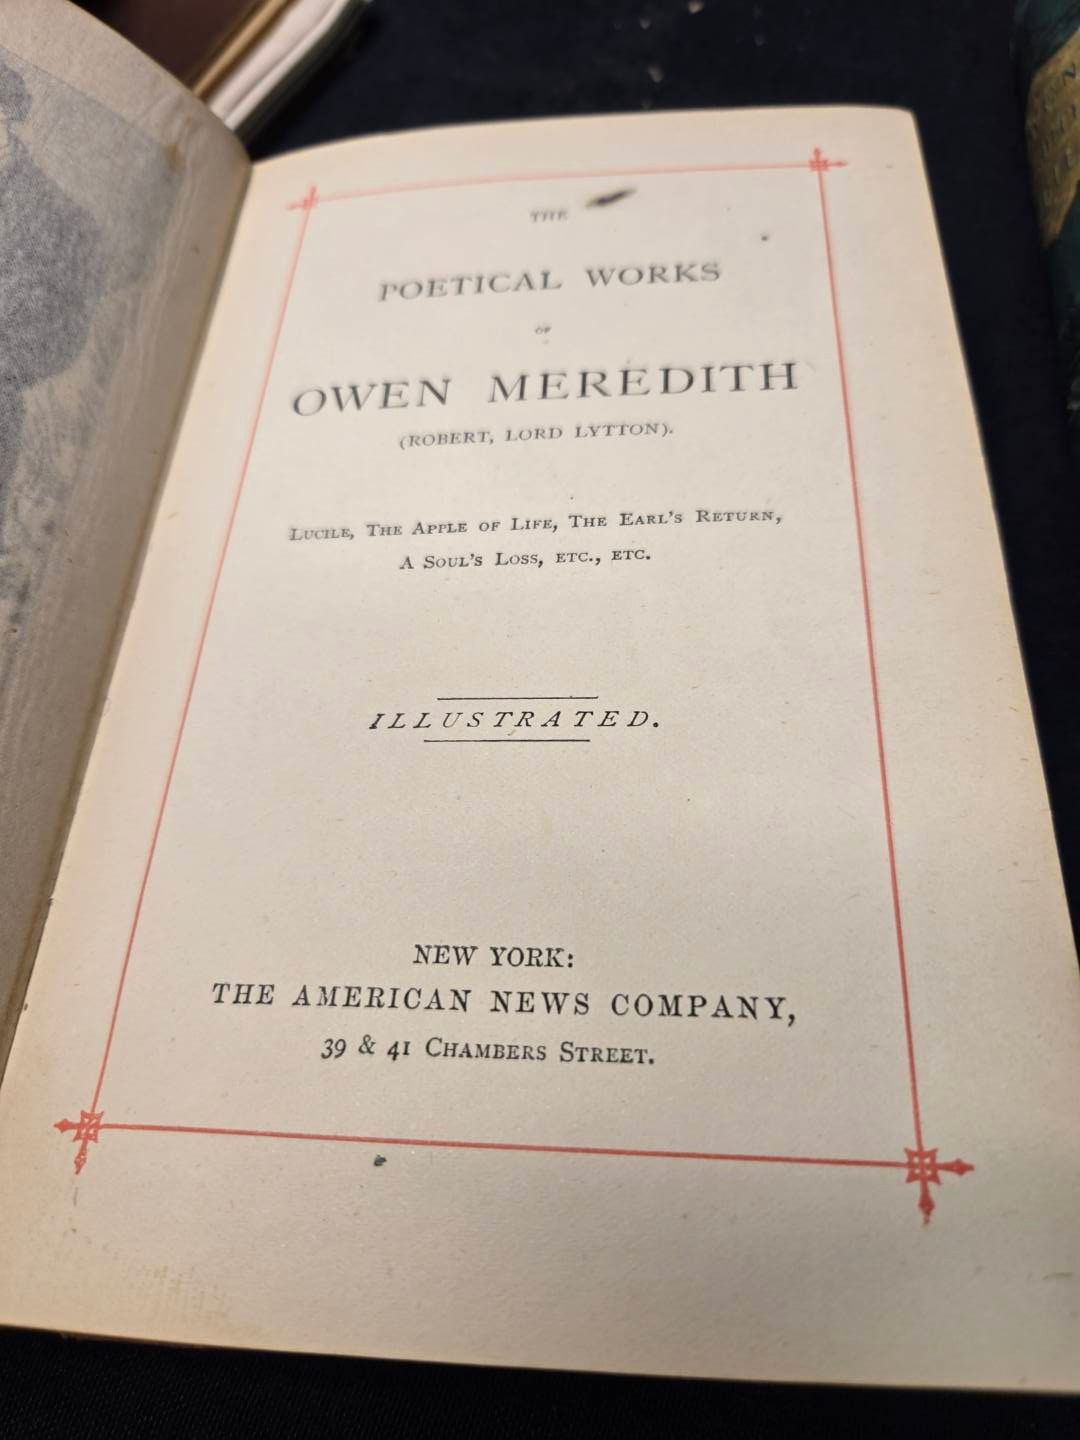 THE
POETICAL WORKS
OF
OWEN MEREDITH
(ROBERT, LORD LYTTON).
LUCILE, THE APPLE OF LIFE, THE EARL'S RETURN,
A SOUL'S LOSS, ETC., ETC.
ILLUSTRATED.
NEW YORK:
THE AMERICAN NEWS COMPANY,
39 & 41 CHAMBERS STREET.